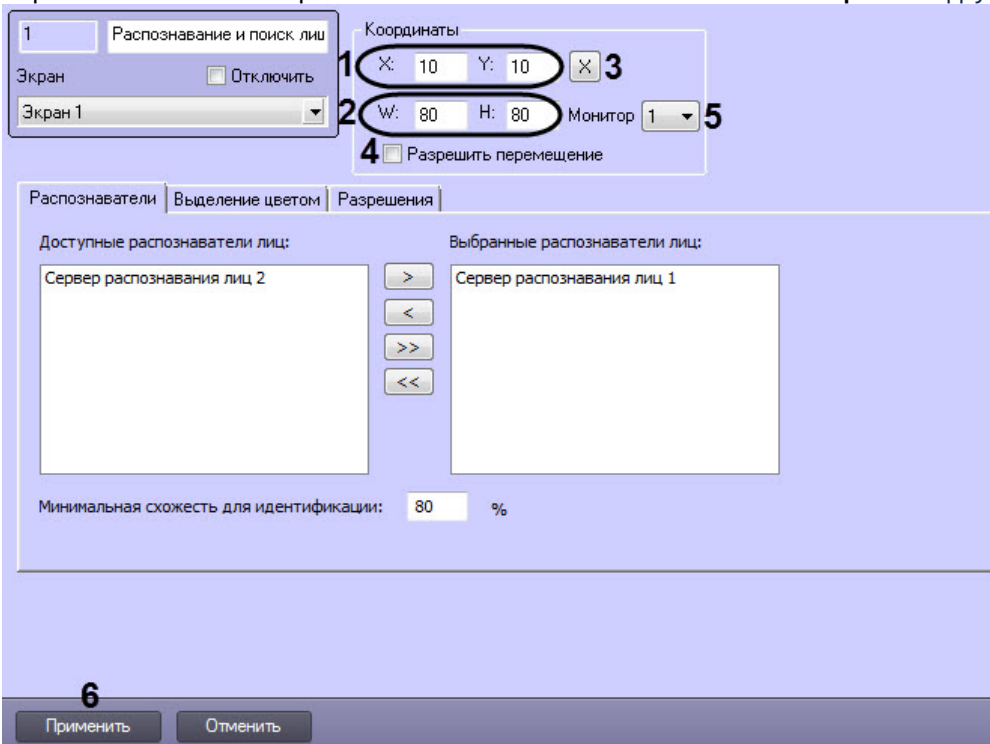 1 Распознавание и поиск лиц
Координаты
1 X: 10 Y: 10 X 3
Экран Отключить
Экран 1
2 W: 80 H: 80 Монитор 1 5
4 Разрешить перемещение
Распознаватели Выделение цветом Разрешения
Доступные распознаватели лиц: Выбранные распознаватели лиц:
Сервер распознавания лиц 2 > Сервер распознавания лиц 1
<
>>
<<
Минимальная схожесть для идентификации: 80 %
6
Применить Отменить